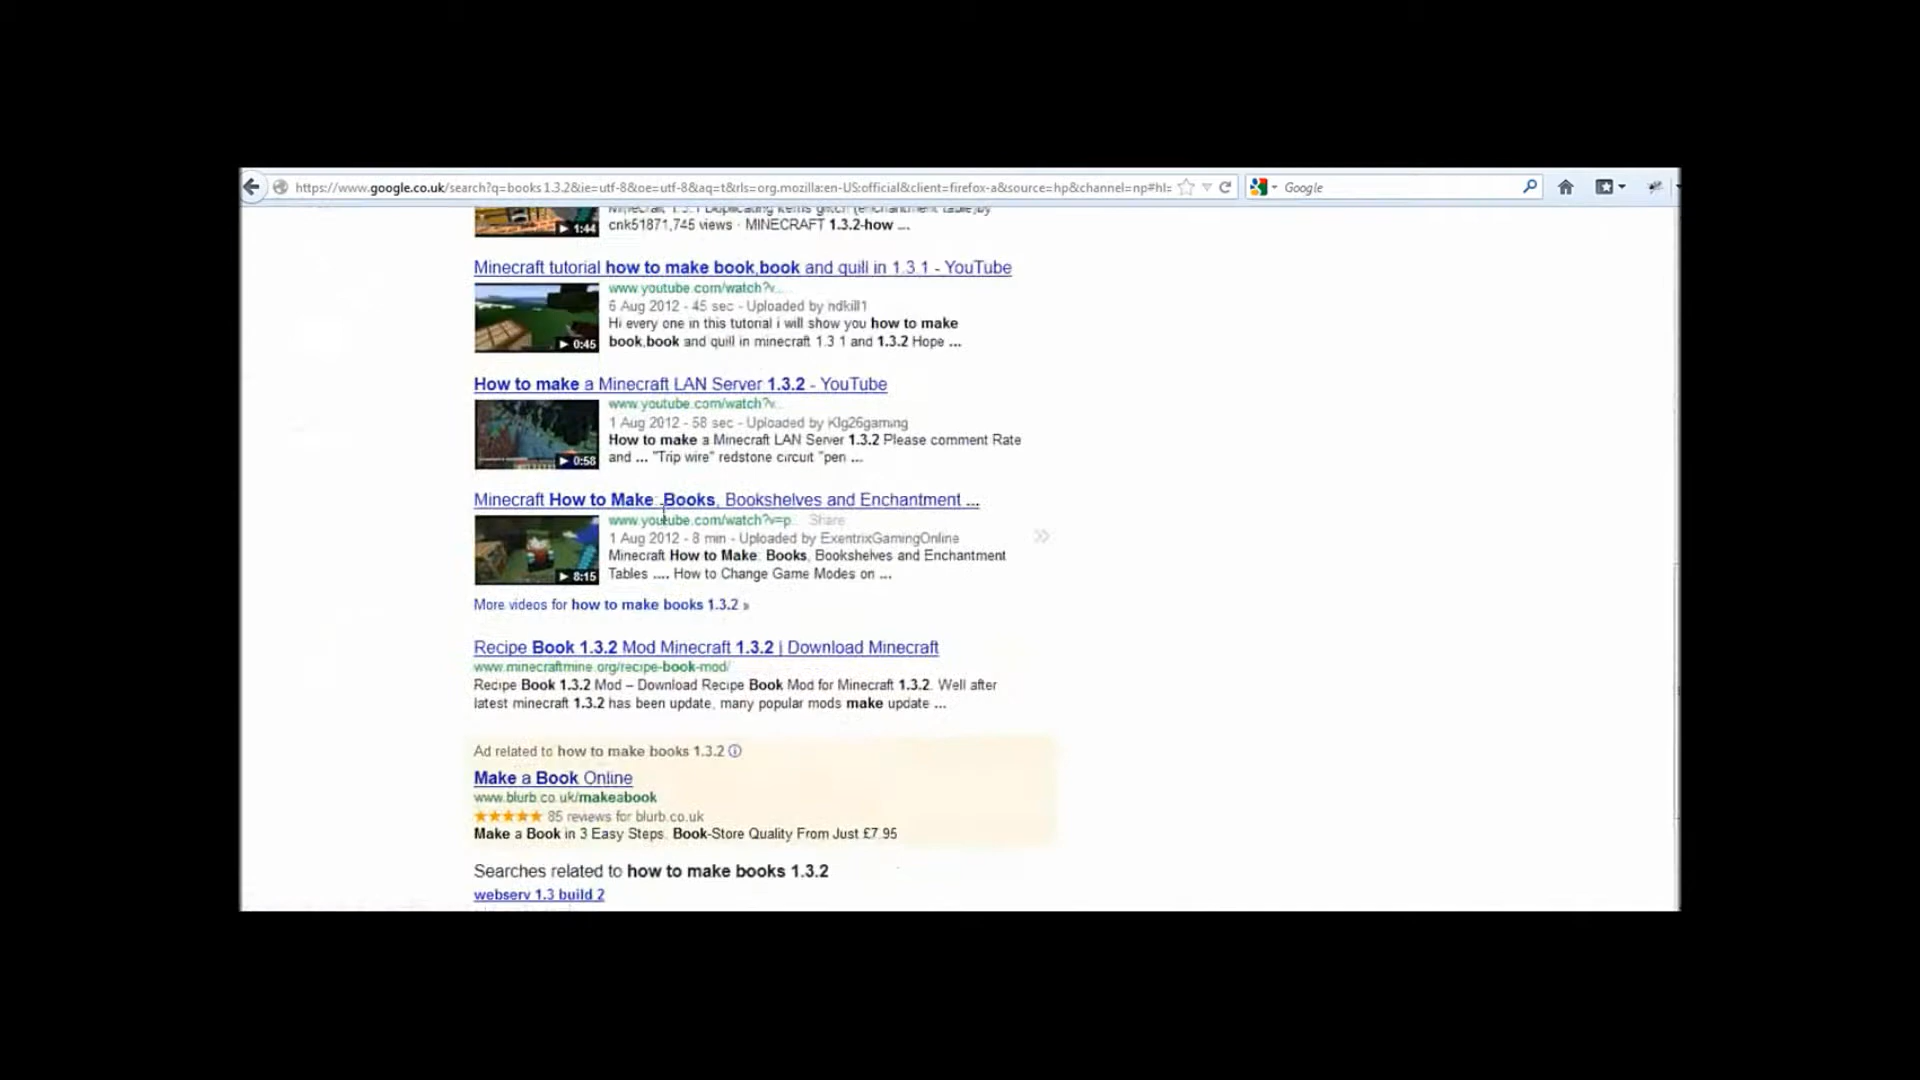 https://www.google.co.uk/search?q=books 1.3.2&ie=utf-8&oe=utf-8&aq=t&rls=org.mozilla:en-US:official&client=firefox-a&source=hp&channel=np#hl=
Google
Minecraft 1.3.1 Duplicating items glitch (enchantment table)by
1:44
cnk51871,745 views · MINECRAFT 1.3.2-how ...
Minecraft tutorial how to make book,book and quill in 1.3 1 - YouTube
www.youtube.com/watch?v...
6 Aug 2012 - 45 sec - Uploaded by ndkill1
Hi every one in this tutorial i will show you how to make
0:45
book,book and quill in minecraft 1.3 1 and 1.3.2 Hope ...
How to make a Minecraft LAN Server 1.3.2 - YouTube
www.youtube.com/watch?v...
1 Aug 2012 - 58 sec - Uploaded by Klg26gaming
How to make a Minecraft LAN Server 1.3.2 Please comment Rate
0:58
and ... "Trip wire" redstone circuit "pen ...
Minecraft How to Make: Books, Bookshelves and Enchantment ...
www.youtube.com/watch?v=p... Share
1 Aug 2012 - 8 min - Uploaded by ExentrixGamingOnline
Minecraft How to Make: Books, Bookshelves and Enchantment
8:15
Tables .... How to Change Game Modes on ...
More videos for how to make books 1.3.2 »
Recipe Book 1.3.2 Mod Minecraft 1.3.2 | Download Minecraft
www.minecraftmine.org/recipe-book-mod/
Recipe Book 1.3.2 Mod – Download Recipe Book Mod for Minecraft 1.3.2. Well after
latest minecraft 1.3.2 has been update, many popular mods make update ...
Ad related to how to make books 1.3.2
Make a Book Online
www.blurb.co.uk/makeabook
85 reviews for blurb.co.uk
Make a Book in 3 Easy Steps. Book-Store Quality From Just £7.95
Searches related to how to make books 1.3.2
webserv 1.3 build 2